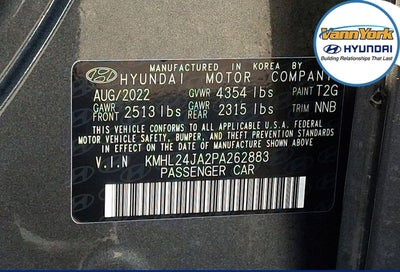 VannYork
HYUNDAI
Building Relationships That Last
MANUFACTURED IN KOREA BY
HYUNDAI MOTOR COMPANY
AUG/2022 GVWR 4354 lbs PAINT T2G
GAWR FRONT 2513 lbs GAWR REAR 2315 lbs TRIM NNB
THIS VEHICLE CONFORMS TO ALL APPLICABLE U.S.A. FEDERAL
MOTOR VEHICLE SAFETY, BUMPER, AND THEFT PREVENTION STANDARDS
IN EFFECT ON THE DATE OF MANUFACTURE SHOWN ABOVE.
V.I.N KMHL24JA2PA262883
PASSENGER CAR